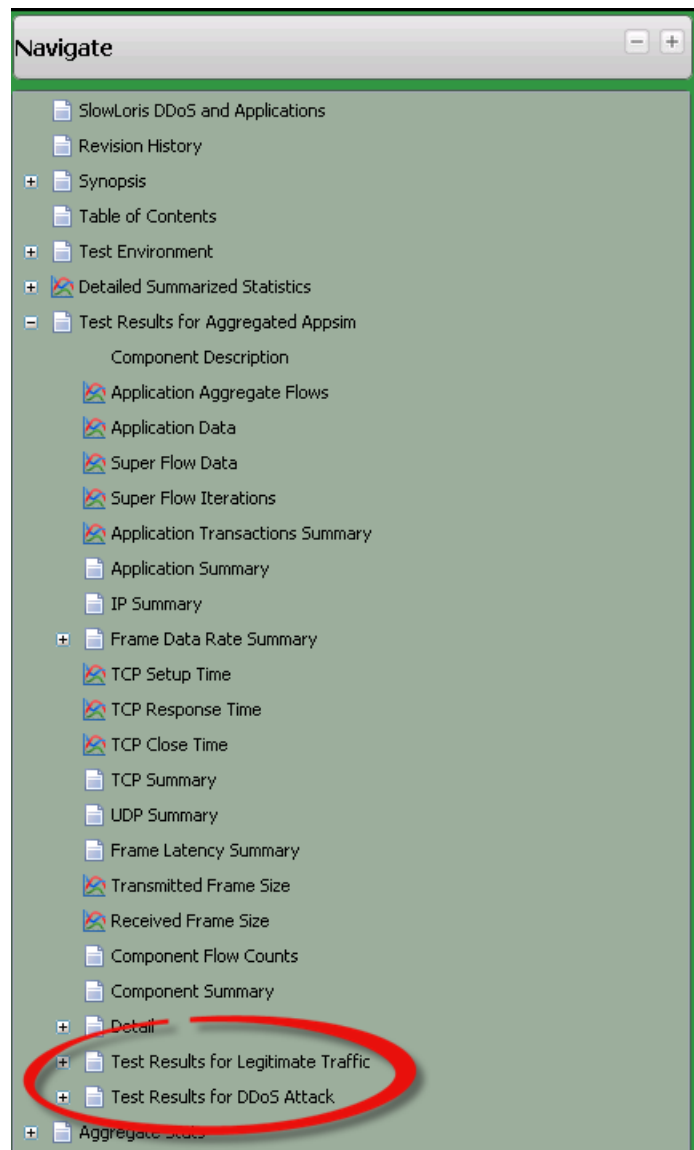 Navigate
SlowLoris DDoS and Applications
Revision History
Synopsis
Table of Contents
Test Environment
Detailed Summarized Statistics
Test Results for Aggregated Appsim
Component Description
Application Aggregate Flows
Application Data
Super Flow Data
Super Flow Iterations
Application Transactions Summary
Application Summary
IP Summary
Frame Data Rate Summary
TCP Setup Time
TCP Response Time
TCP Close Time
TCP Summary
UDP Summary
Frame Latency Summary
Transmitted Frame Size
Received Frame Size
Component Flow Counts
Component Summary
Detail
Test Results for Legitimate Traffic
Test Results for DDoS Attack
Aggregate Stats